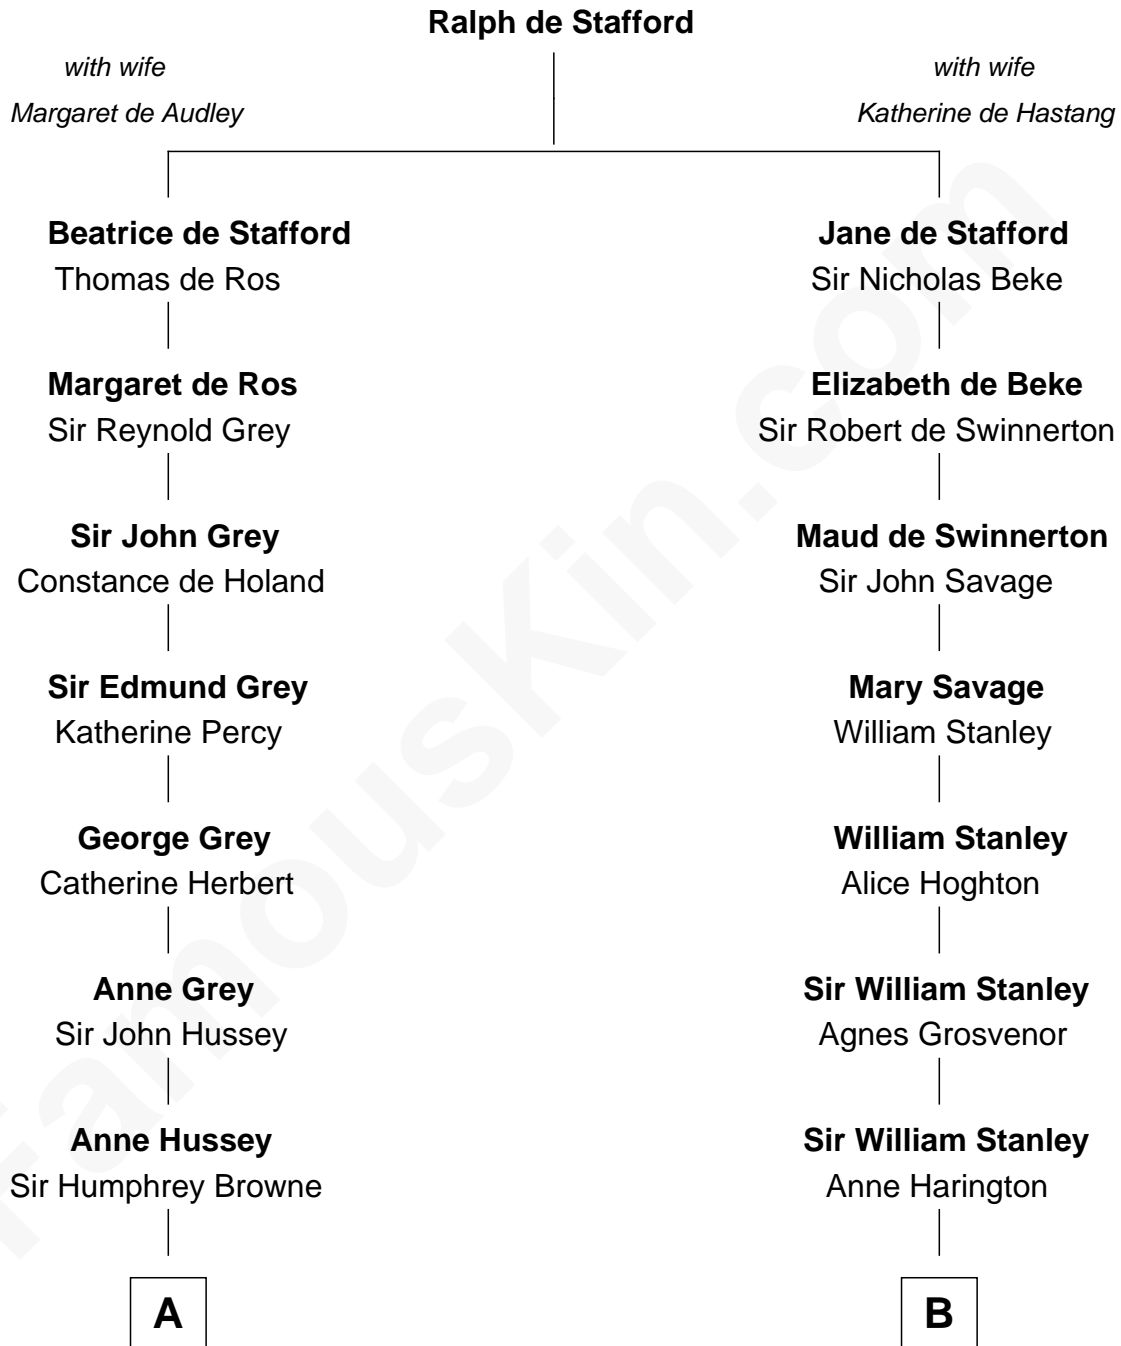 Ralph de Stafford
with wife
Margaret de Audley
with wife
Katherine de Hastang
Beatrice de Stafford
Thomas de Ros
Jane de Stafford
Sir Nicholas Beke
Margaret de Ros
Sir Reynold Grey
Elizabeth de Beke
Sir Robert de Swinnerton
Sir John Grey
Constance de Holand
Maud de Swinnerton
Sir John Savage
Sir Edmund Grey
Katherine Percy
Mary Savage
William Stanley
George Grey
Catherine Herbert
William Stanley
Alice Hoghton
Anne Grey
Sir John Hussey
Sir William Stanley
Agnes Grosvenor
Anne Hussey
Sir Humphrey Browne
Sir William Stanley
Anne Harington
A
B
FamousKin.com